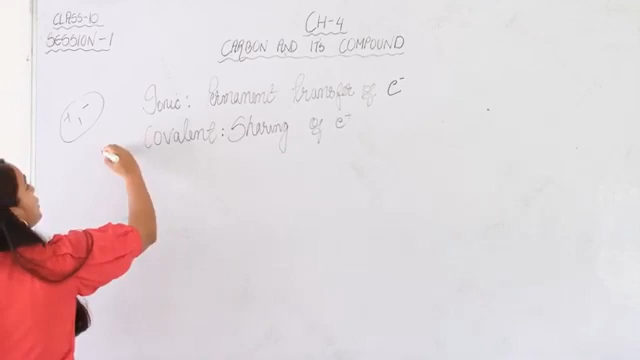 CLASS-10
SESSION-1
CH-4
CARBON AND ITS COMPOUND
Ionic: Permanent transfer of e⁻
Covalent: Sharing of e⁻
+, -